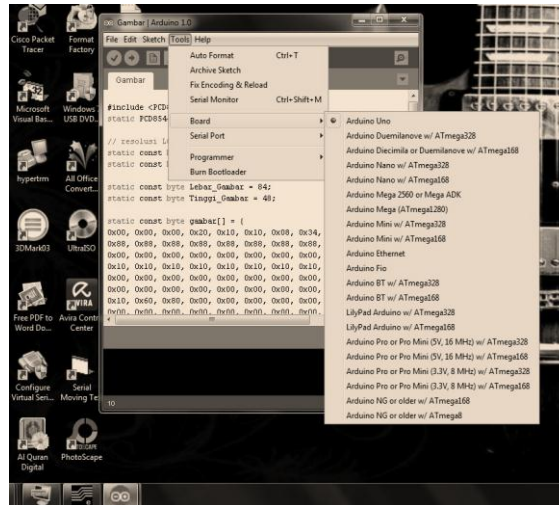 Cisco Packet
Tracer
Format
Factory
Microsoft
Visual Bas...
Windows
USB DVD...
hypertrm
All Office
Convert...
3DMark03
UltraISO
Free PDF to
Word Do...
Avira Contr
Center
Configure
Virtual Seri...
Serial
Moving Te
Al Quran
Digital
PhotoScape
Gambar | Arduino 1.0
File Edit Sketch Tools Help
Gambar
Auto Format Ctrl+T
Archive Sketch
Fix Encoding & Reload
Serial Monitor Ctrl+Shift+M
Board
Serial Port
Programmer
Burn Bootloader
#include <PCD8
static PCD854
// resolusi L
static const
static const
static const byte Lebar_Gambar = 84;
static const byte Tinggi_Gambar = 48;
static const byte gambar[] = {
0x00, 0x00, 0x00, 0x20, 0x10, 0x10, 0x08, 0x34,
0x88, 0x88, 0x88, 0x88, 0x88, 0x88, 0x88, 0x88,
0x00, 0x00, 0x00, 0x00, 0x00, 0x00, 0x00, 0x00,
0x10, 0x10, 0x10, 0x10, 0x10, 0x10, 0x10, 0x10,
0x00, 0x00, 0x00, 0x00, 0x00, 0x00, 0x00, 0x00,
0x00, 0x00, 0x00, 0x00, 0x00, 0x00, 0x00, 0x00,
0x10, 0x60, 0x80, 0x00, 0x00, 0x00, 0x00, 0x00,
10
Arduino Uno
Arduino Duemilanove w/ ATmega328
Arduino Diecimila or Duemilanove w/ ATmega168
Arduino Nano w/ ATmega328
Arduino Nano w/ ATmega168
Arduino Mega 2560 or Mega ADK
Arduino Mega (ATmega1280)
Arduino Mini w/ ATmega328
Arduino Mini w/ ATmega168
Arduino Ethernet
Arduino Fio
Arduino BT w/ ATmega328
Arduino BT w/ ATmega168
LilyPad Arduino w/ ATmega328
LilyPad Arduino w/ ATmega168
Arduino Pro or Pro Mini (5V, 16 MHz) w/ ATmega328
Arduino Pro or Pro Mini (5V, 16 MHz) w/ ATmega168
Arduino Pro or Pro Mini (3.3V, 8 MHz) w/ ATmega328
Arduino Pro or Pro Mini (3.3V, 8 MHz) w/ ATmega168
Arduino NG or older w/ ATmega168
Arduino NG or older w/ ATmega8